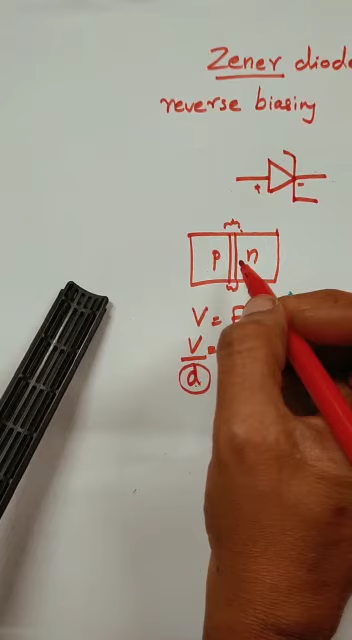 Zener diode
reverse biasing
+ -
p n
V = E
V =
d